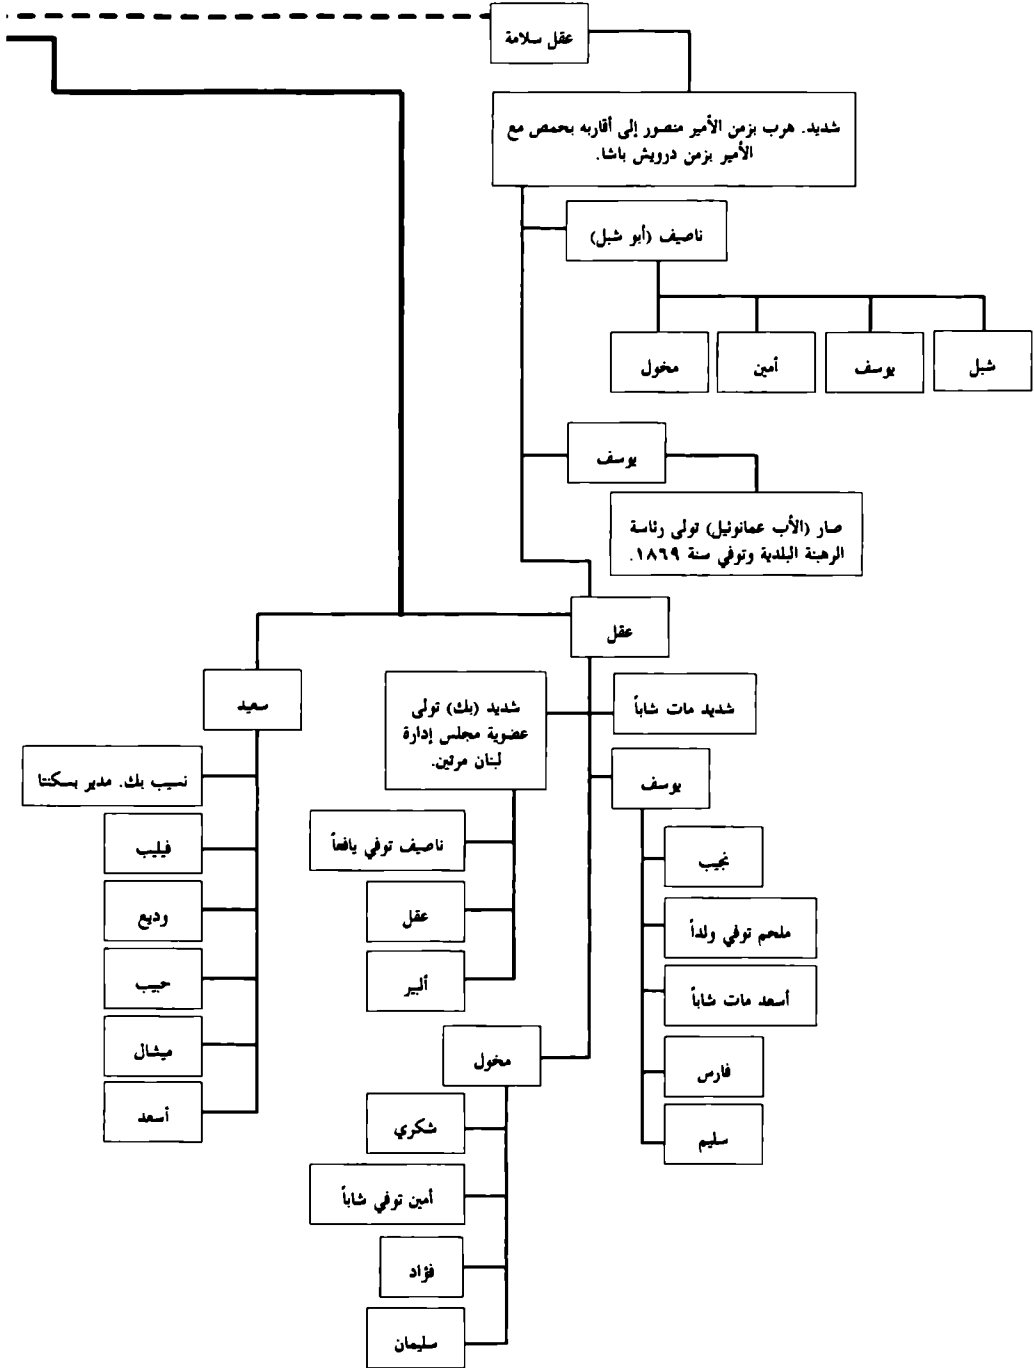 عقل سلامة
شديد. هرب بزمن الأمير منصور إلى أقاربه بحمص مع
الأمير بزمن درويش باشا.
ناصيف (أبو شبل)
شبل
يوسف
أمين
مخول
يوسف
صار (الأب عمانوئيل) تولى رئاسة
الرهبنة البلدية وتوفي سنة ١٨٦٩.
عقل
شديد مات شاباً
شديد (بك) تولى
عضوية مجلس إدارة
لبنان مرتين.
سعيد
يوسف
نسيب بك. مدير بسكنتا
ناصيف توفي يافعاً
فيليب
نجيب
عقل
وديع
ملحم توفي ولداً
ألبير
حبيب
أسعد مات شاباً
مخول
ميشال
فارس
شكري
أسعد
سليم
أمين توفي شاباً
فؤاد
سليمان